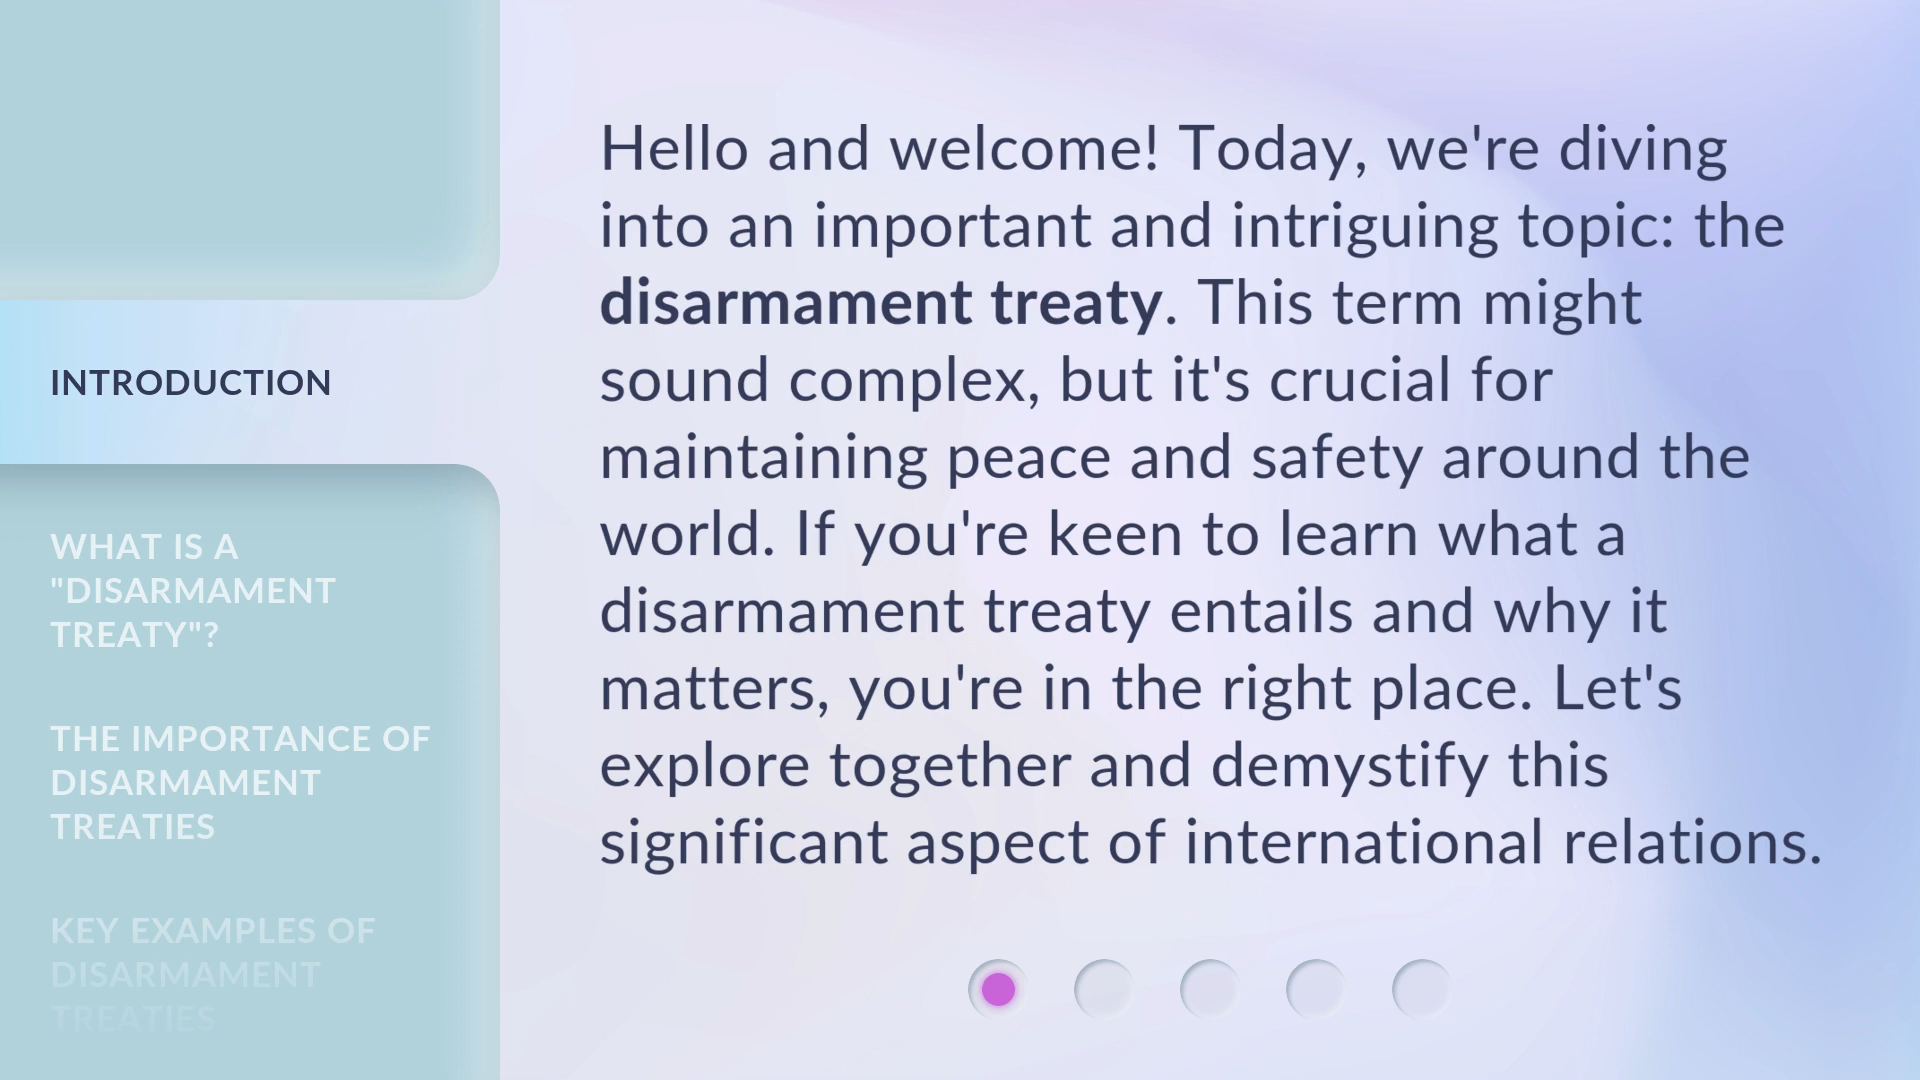 INTRODUCTION
WHAT IS A
"DISARMAMENT
TREATY"?
THE IMPORTANCE OF
DISARMAMENT
TREATIES
KEY EXAMPLES OF
DISARMAMENT
TREATIES
Hello and welcome! Today, we're diving
into an important and intriguing topic: the
disarmament treaty. This term might
sound complex, but it's crucial for
maintaining peace and safety around the
world. If you're keen to learn what a
disarmament treaty entails and why it
matters, you're in the right place. Let's
explore together and demystify this
significant aspect of international relations.